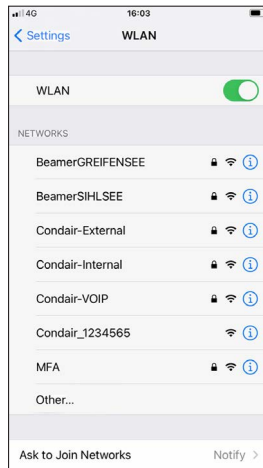 4G 16:03
Settings WLAN
WLAN
NETWORKS
BeamerGREIFENSEE
BeamerSIHLSEE
Condair-External
Condair-Internal
Condair-VOIP
Condair_1234565
MFA
Other...
Ask to Join Networks Notify